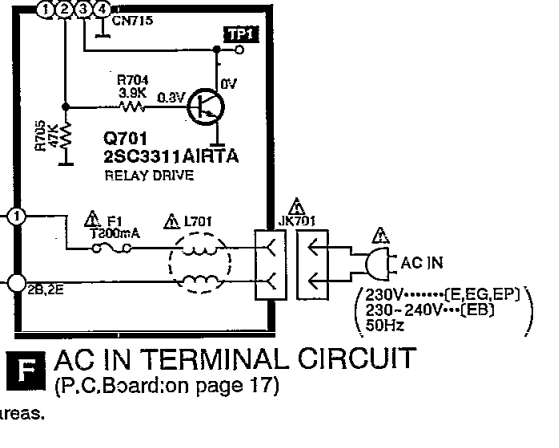 1 2 3 4
CN715
TP1
R704
3.9K
0V
0.3V
R705
47K
Q701
2SC3311AIRTA
RELAY DRIVE
1
F1
T200mA
L701
JK701
AC IN
2B,2E
230V•••••••(E,EG,EP)
230~240V•••(EB)
50Hz
F AC IN TERMINAL CIRCUIT
(P.C.Board:on page 17)
areas.